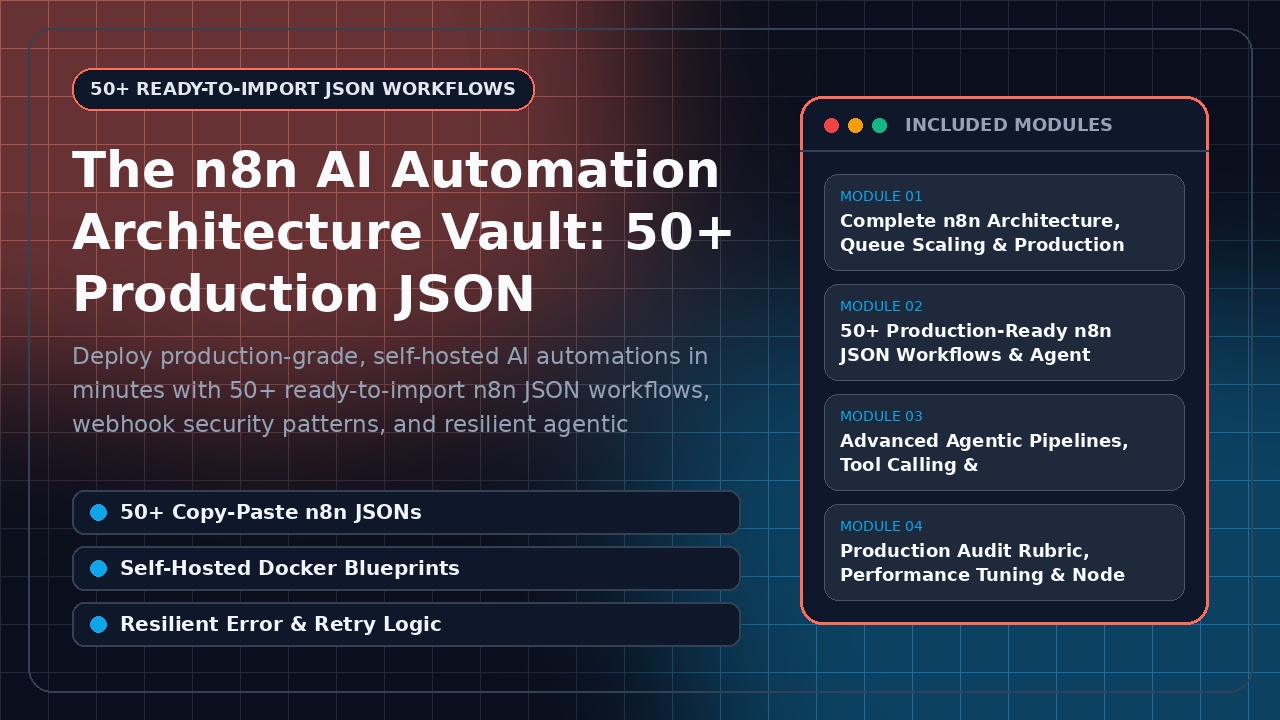 50+ READY-TO-IMPORT JSON WORKFLOWS
The n8n AI Automation
Architecture Vault: 50+
Production JSON
Deploy production-grade, self-hosted AI automations in
minutes with 50+ ready-to-import n8n JSON workflows,
webhook security patterns, and resilient agentic
50+ Copy-Paste n8n JSONs
Self-Hosted Docker Blueprints
Resilient Error & Retry Logic
INCLUDED MODULES
MODULE 01
Complete n8n Architecture,
Queue Scaling & Production
MODULE 02
50+ Production-Ready n8n
JSON Workflows & Agent
MODULE 03
Advanced Agentic Pipelines,
Tool Calling &
MODULE 04
Production Audit Rubric,
Performance Tuning & Node